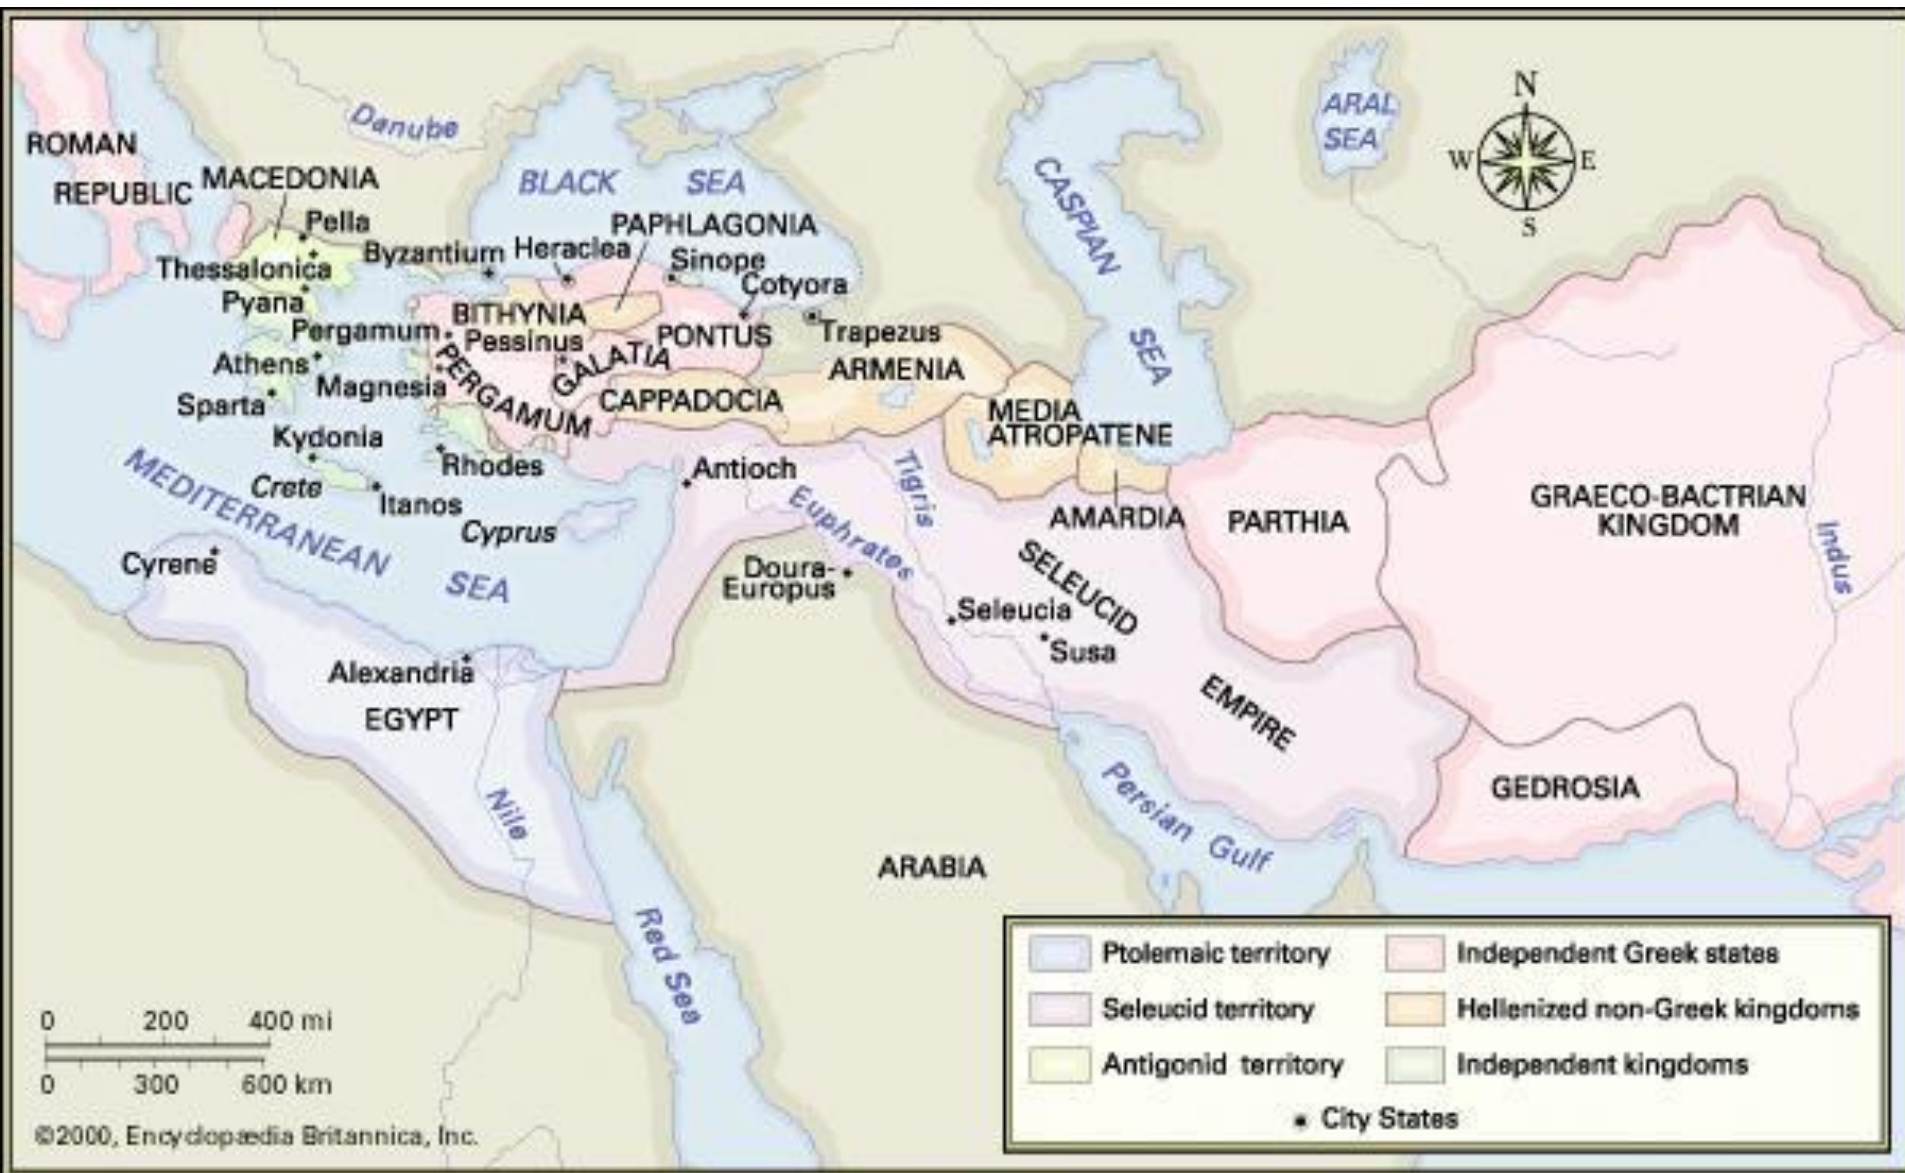 ROMAN
REPUBLIC
Danube
MACEDONIA
Pella
Thessalonica
Pyana
Byzantium
Heraclea
BLACK SEA
PAPHLAGONIA
Sinope
Cotyora
Trapezus
BITHYNIA
Pergamum
Pessinus
PONTUS
GALATIA
Athens
Magnesia
PERGAMUM
CAPPADOCIA
ARMENIA
Sparta
Kydonia
Crete
Itanos
Rhodes
Cyprus
MEDITERRANEAN
SEA
Antioch
CASPIAN
SEA
ARAL
SEA
N
W E
S
MEDIA
ATROPATENE
AMARDIA
Tigris
Euphrates
Doura-
Europus
Seleucia
Susa
SELEUCID
EMPIRE
PARTHIA
GRAECO-BACTRIAN
KINGDOM
Indus
GEDROSIA
Cyrene
Alexandria
EGYPT
Nile
Red Sea
ARABIA
Persian Gulf
0 200 400 mi
0 300 600 km
©2000, Encyclopædia Britannica, Inc.
Ptolemaic territory
Seleucid territory
Antigonid territory
Independent Greek states
Hellenized non-Greek kingdoms
Independent kingdoms
City States